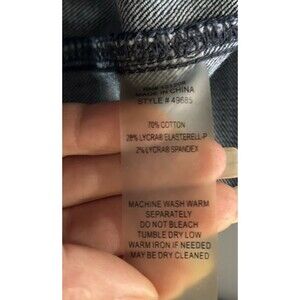 MADE IN CHINA
STYLE # 49685
70% COTTON
28% LYCRA® ELASTERELL-P
2% LYCRA® SPANDEX
MACHINE WASH WARM
SEPARATELY
DO NOT BLEACH
TUMBLE DRY LOW
WARM IRON IF NEEDED
MAY BE DRY CLEANED